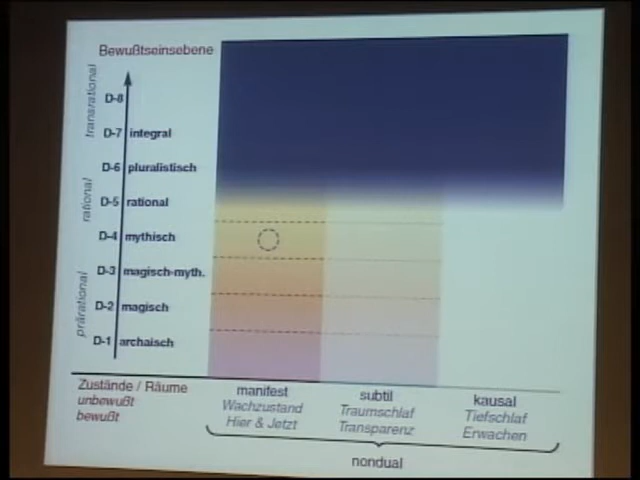 Bewußtseinsebene
transrational
rational
prärational
D-8
D-7 integral
D-6 pluralistisch
D-5 rational
D-4 mythisch
D-3 magisch-myth.
D-2 magisch
D-1 archaisch
Zustände / Räume
unbewußt
bewußt
manifest
Wachzustand
Hier & Jetzt
subtil
Traumschlaf
Transparenz
kausal
Tiefschlaf
Erwachen
nondual